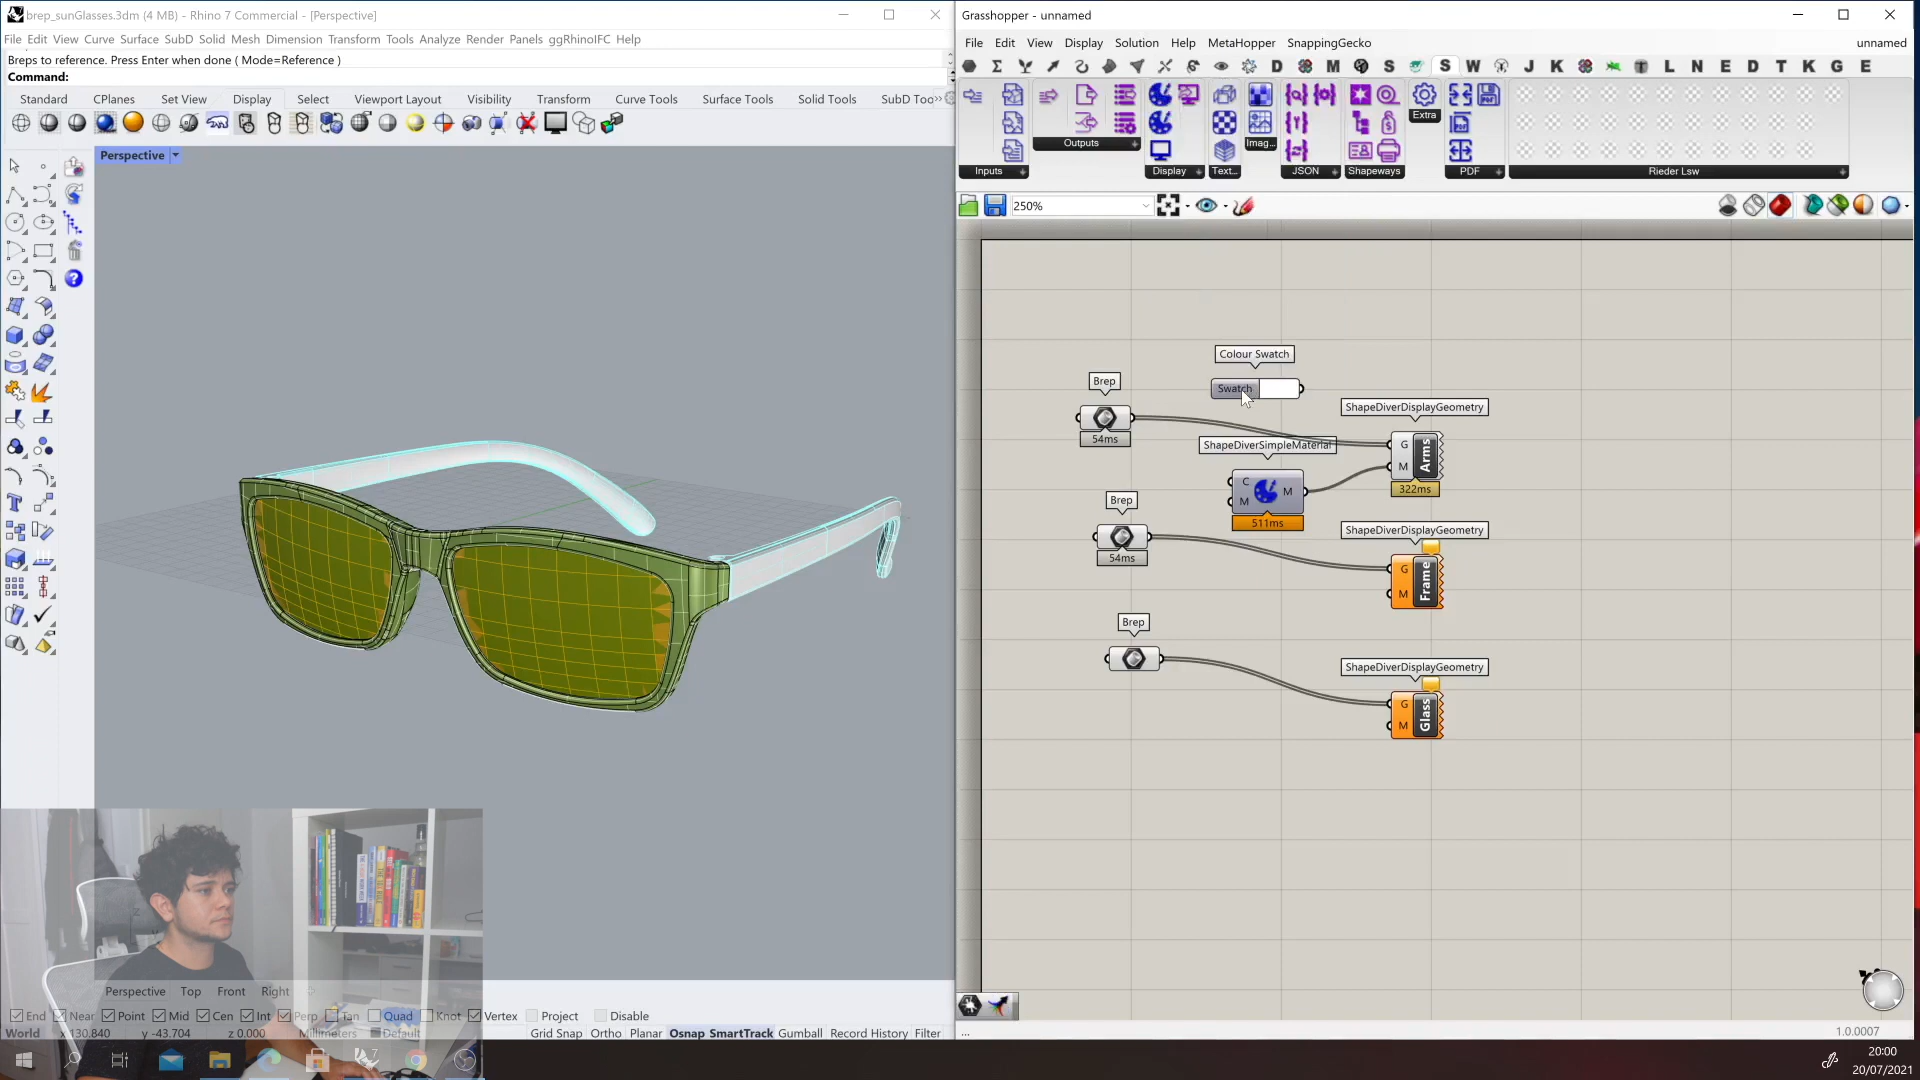 brep_sunGlasses.3dm (4 MB) - Rhino 7 Commercial - [Perspective]
File Edit View Curve Surface SubD Solid Mesh Dimension Transform Tools Analyze Render Panels ggRhinoIFC Help
Breps to reference. Press Enter when done ( Mode=Reference )
Command:
Standard CPlanes Set View Display Select Viewport Layout Visibility Transform Curve Tools Surface Tools Solid Tools SubD Too»
Perspective
Perspective Top Front Right
End Near Point Mid Cen Int Perp Tan Quad Knot Vertex Project Disable
World x 130.840 y -43.704 z 0.000 Millimeters Default Grid Snap Ortho Planar Osnap SmartTrack Gumball Record History Filter
Grasshopper - unnamed
File Edit View Display Solution Help MetaHopper SnappingGecko unnamed
D M S S W J K L N E D T K G E
Inputs Outputs Display Text... Imag... JSON Shapeways Extra PDF Rieder Lsw
250%
Colour Swatch
Swatch
Brep
54ms
ShapeDiverDisplayGeometry
G M Arms
322ms
ShapeDiverSimpleMaterial
C M M
511ms
Brep
54ms
ShapeDiverDisplayGeometry
G M Frame
Brep
ShapeDiverDisplayGeometry
G M Glass
...
1.0.0007
20:00
20/07/2021